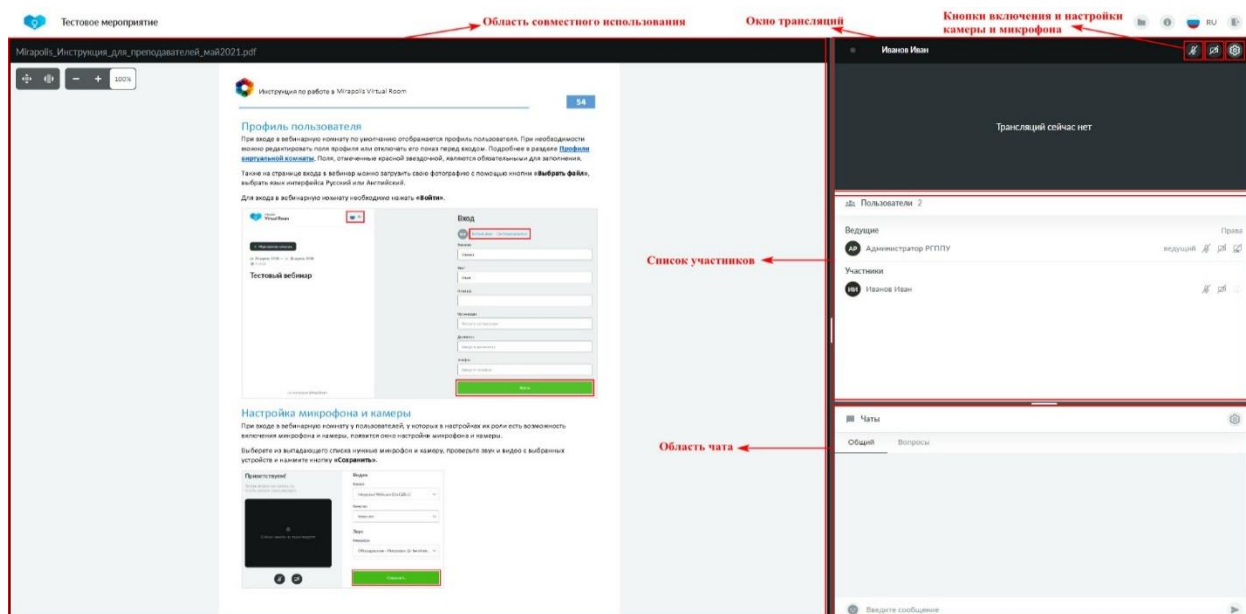 Тестовое мероприятие
Область совместного использования
Окно трансляций
Кнопки включения и настройки
камеры и микрофона
RU
Mirapolis_Инструкция_для_преподавателей_май2021.pdf
100%
Инструкция по работе в Mirapolis Virtual Room
54
Профиль пользователя
При входе в вебинарную комнату по умолчанию отображается профиль пользователя. При необходимости
можно редактировать поля профиля или отключать его показ перед входом. Подробнее в разделе Профили
виртуальной комнаты. Поля, отмеченные красной звездочкой, являются обязательными для заполнения.
Также на странице входа в вебинар можно загрузить свою фотографию с помощью кнопки «Выбрать файл»,
выбрать язык интерфейса Русский или Английский.
Для входа в вебинарную комнату необходимо нажать «Войти».
Virtual Room
Вход
Тестовый вебинар
Настройка микрофона и камеры
При входе в вебинарную комнату у пользователей, у которых в настройках их роли есть возможность
включения микрофона и камеры, появится окно настройке микрофона и камеры.
Выберете из выпадающего списка нужные микрофон и камеру, проверьте звук и видео с выбранных
устройств и нажмите кнопку «Сохранить».
Приветствуем!
Иванов Иван
Трансляций сейчас нет
Пользователи 2
Ведущие
Права
АР Администратор РГППУ
ведущий
Участники
ИИ Иванов Иван
Список участников
Чаты
Общий
Вопросы
Область чата
Введите сообщение